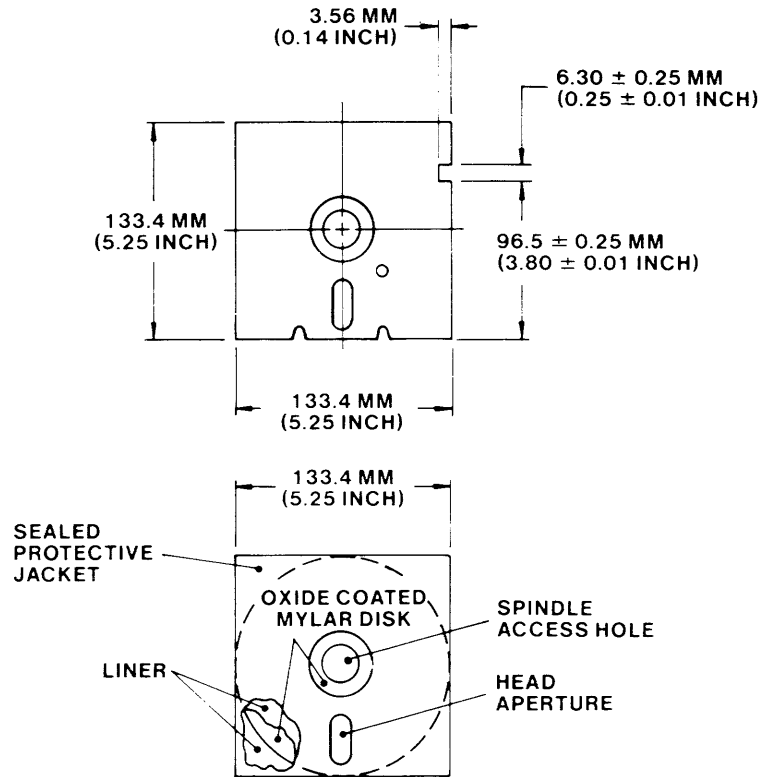 3.56 MM
(0.14 INCH)
6.30 ± 0.25 MM
(0.25 ± 0.01 INCH)
133.4 MM
(5.25 INCH)
96.5 ± 0.25 MM
(3.80 ± 0.01 INCH)
133.4 MM
(5.25 INCH)
133.4 MM
(5.25 INCH)
SEALED
PROTECTIVE
JACKET
OXIDE COATED
MYLAR DISK
SPINDLE
ACCESS HOLE
LINER
HEAD
APERTURE